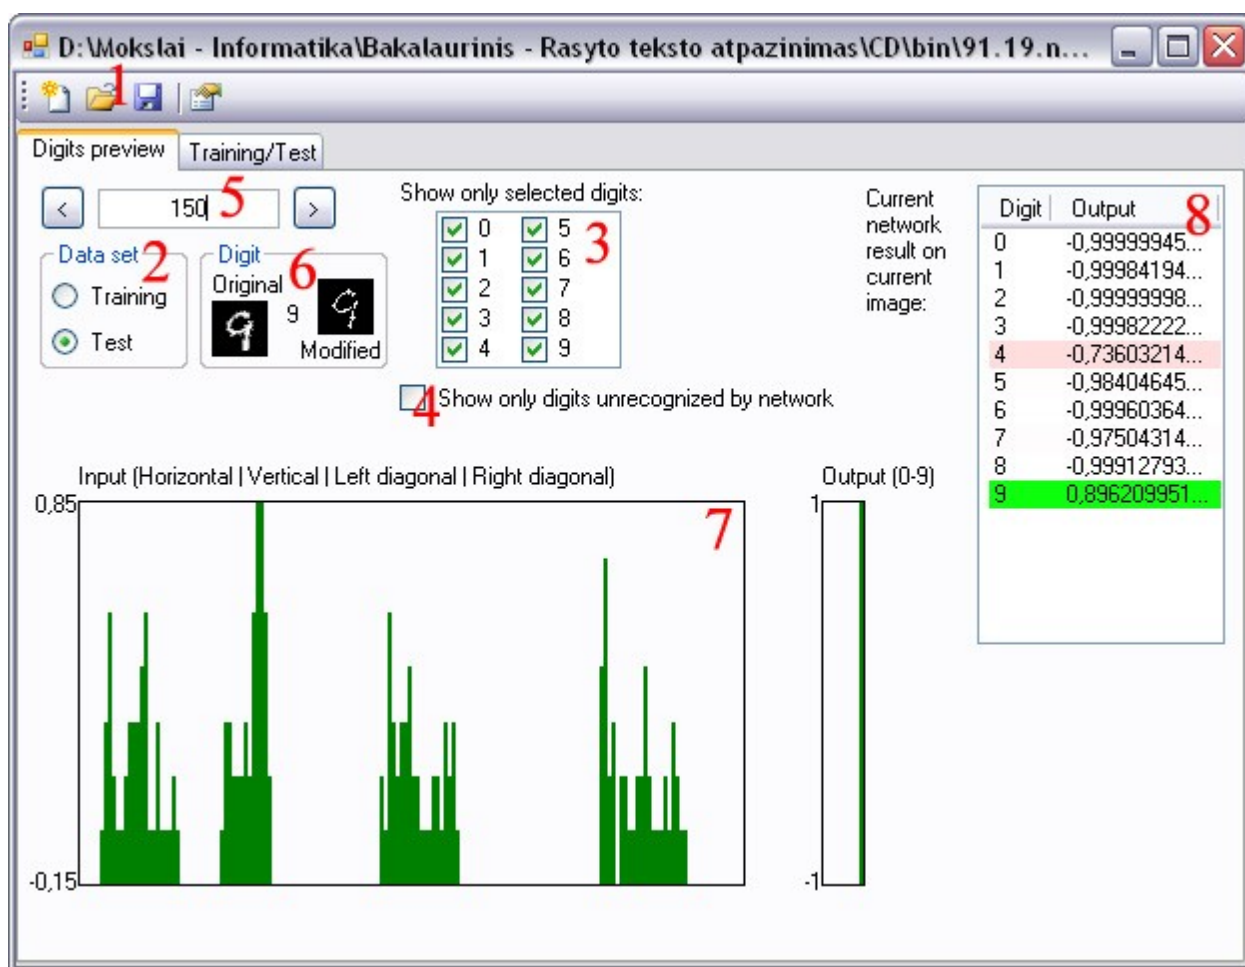 D:\Mokslai - Informatika\Bakalaurinis - Rasyto teksto atpazinimas\CD\bin\91.19.n...
1
Digits preview Training/Test
< 150 5 >
Data set 2
Training
Test
Digit 6
Original
9
Modified
Show only selected digits:
0 5
1 6
2 7
3 8
4 9
3
4 Show only digits unrecognized by network
Current
network
result on
current
image:
Digit Output 8
0 -0,99999945...
1 -0,99984194...
2 -0,99999998...
3 -0,99982222...
4 -0,73603214...
5 -0,98404645...
6 -0,99960364...
7 -0,97504314...
8 -0,99912793...
9 0,896209951...
Input (Horizontal | Vertical | Left diagonal | Right diagonal)
0,85
7
-0,15
Output (0-9)
1
-1